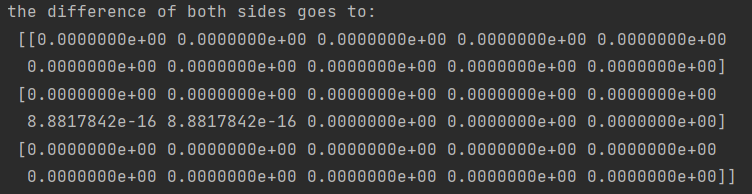 the difference of both sides goes to:
[[0.0000000e+00 0.0000000e+00 0.0000000e+00 0.0000000e+00 0.0000000e+00
0.0000000e+00 0.0000000e+00 0.0000000e+00 0.0000000e+00 0.0000000e+00]
[0.0000000e+00 0.0000000e+00 0.0000000e+00 0.0000000e+00 0.0000000e+00
8.8817842e-16 8.8817842e-16 0.0000000e+00 0.0000000e+00 0.0000000e+00]
[0.0000000e+00 0.0000000e+00 0.0000000e+00 0.0000000e+00 0.0000000e+00
0.0000000e+00 0.0000000e+00 0.0000000e+00 0.0000000e+00 0.0000000e+00]]